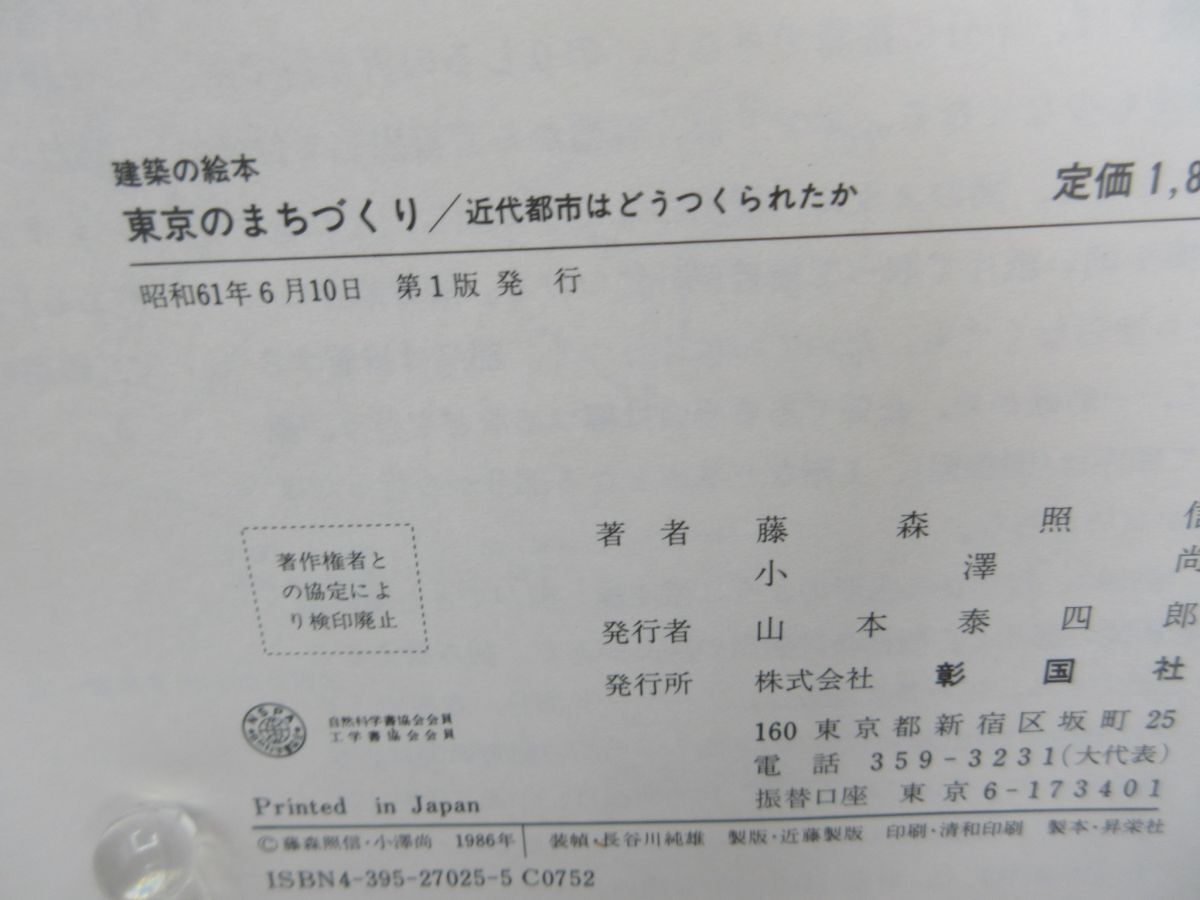 建築の絵本
東京のまちづくり/近代都市はどうつくられたか
定価 1,8
昭和61年6月10日 第1版 発 行
著作権者と
の協定によ
り検印廃止
著 者 藤 森 照 信
小 澤 尚
発行者 山 本 泰 四 郎
発行所 株式会社 彰 国 社
160 東京都新宿区坂町25
電 話 359-3231(大代表)
振替口座 東京6-173401
NSPA
自然科学書協会会員
工学書協会会員
Printed in Japan
©藤森照信・小澤尚 1986年 装幀・長谷川純雄 製版・近藤製版 印刷・清和印刷 製本・昇栄社
ISBN4-395-27025-5 C0752